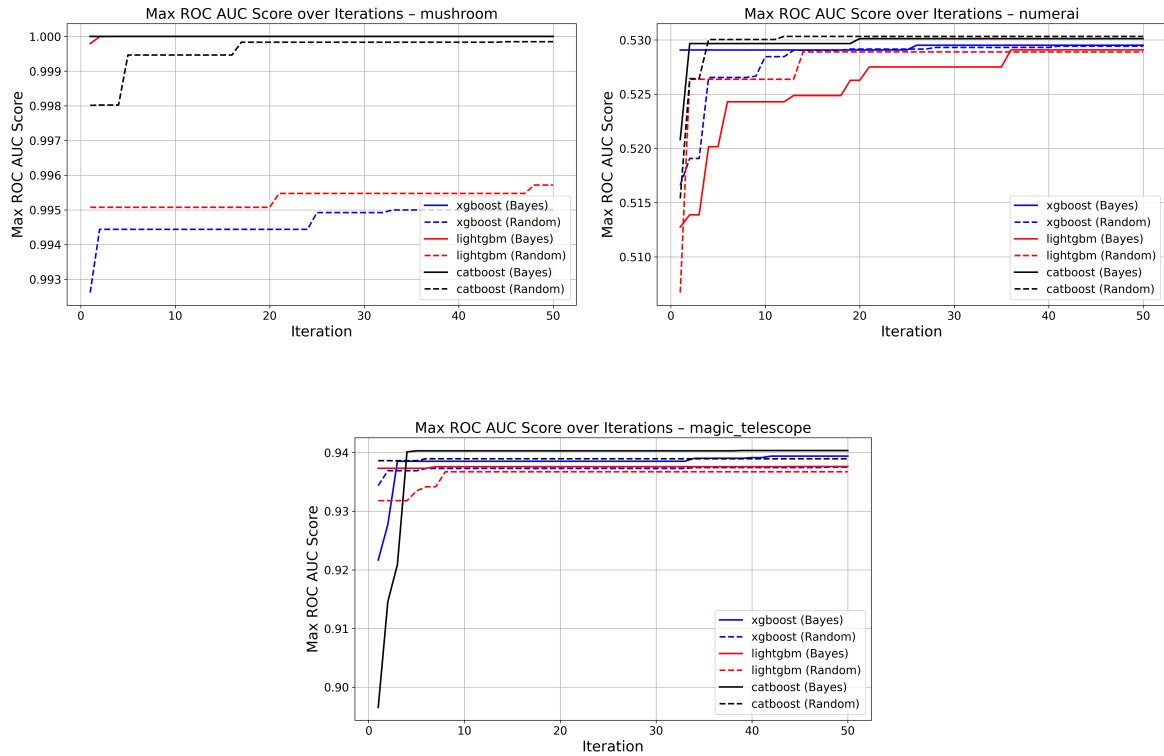 Max ROC AUC Score over Iterations – mushroom
Max ROC AUC Score
1.000
0.999
0.998
0.997
0.996
0.995
0.994
0.993
0
10
20
30
40
50
Iteration
xgboost (Bayes)
xgboost (Random)
lightgbm (Bayes)
lightgbm (Random)
catboost (Bayes)
catboost (Random)
Max ROC AUC Score over Iterations – numerai
Max ROC AUC Score
0.530
0.525
0.520
0.515
0.510
0
10
20
30
40
50
Iteration
xgboost (Bayes)
xgboost (Random)
lightgbm (Bayes)
lightgbm (Random)
catboost (Bayes)
catboost (Random)
Max ROC AUC Score over Iterations – magic_telescope
Max ROC AUC Score
0.94
0.93
0.92
0.91
0.90
0
10
20
30
40
50
Iteration
xgboost (Bayes)
xgboost (Random)
lightgbm (Bayes)
lightgbm (Random)
catboost (Bayes)
catboost (Random)